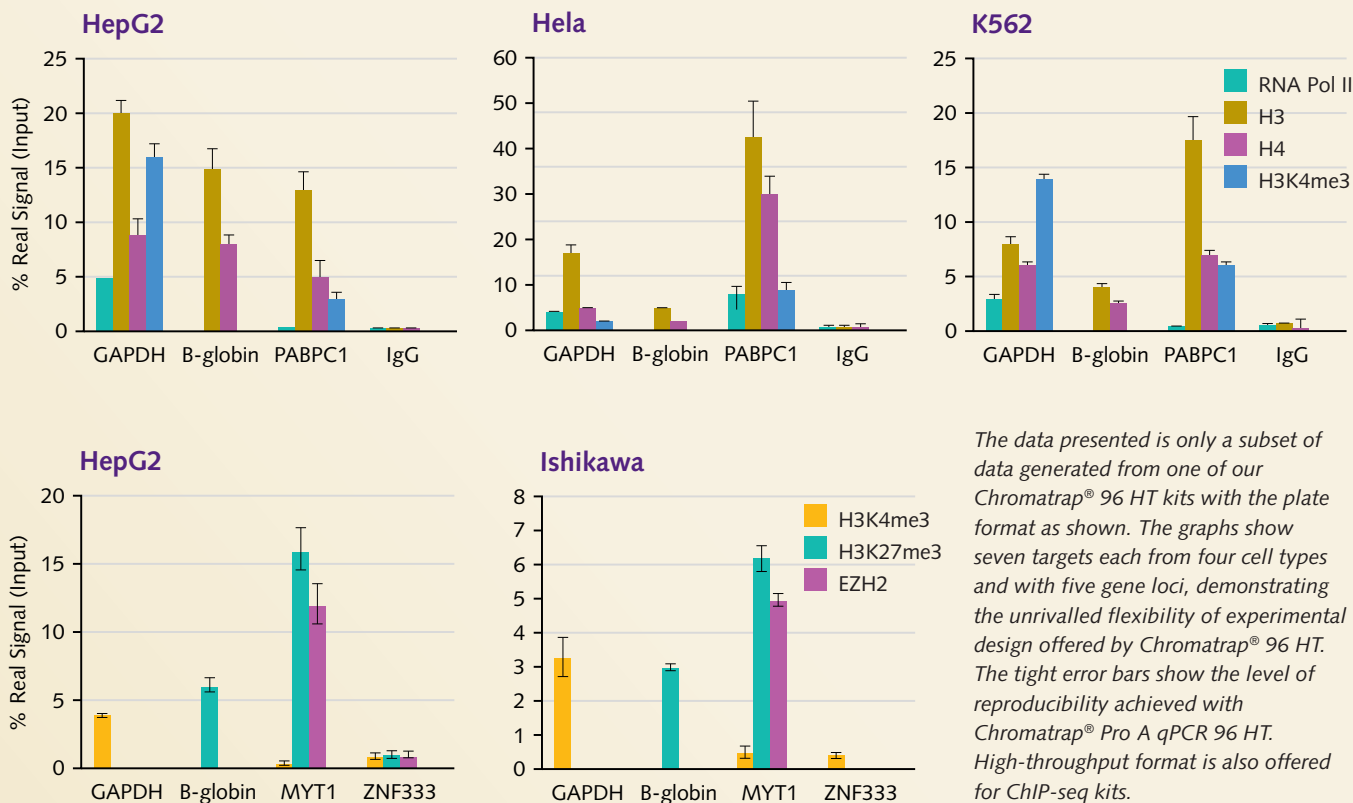 HepG2
25
20
15
10
5
0
% Real Signal (Input)
GAPDH B-globin PABPC1 IgG
Hela
60
50
40
30
20
10
0
GAPDH B-globin PABPC1 IgG
K562
25
20
15
10
5
0
GAPDH B-globin PABPC1 IgG
RNA Pol II
H3
H4
H3K4me3
HepG2
20
15
10
5
0
% Real Signal (Input)
GAPDH B-globin MYT1 ZNF333
Ishikawa
8
7
6
5
4
3
2
1
0
GAPDH B-globin MYT1 ZNF333
H3K4me3
H3K27me3
EZH2
The data presented is only a subset of
data generated from one of our
Chromatrap® 96 HT kits with the plate
format as shown. The graphs show
seven targets each from four cell types
and with five gene loci, demonstrating
the unrivalled flexibility of experimental
design offered by Chromatrap® 96 HT.
The tight error bars show the level of
reproducibility achieved with
Chromatrap® Pro A qPCR 96 HT.
High-throughput format is also offered
for ChIP-seq kits.